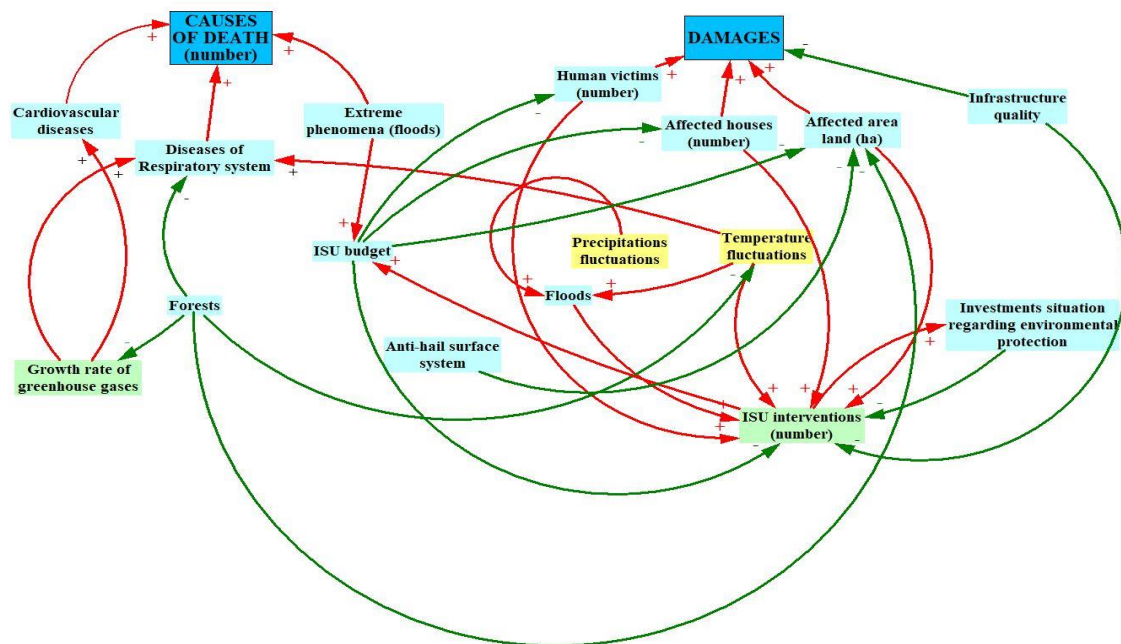 CAUSES
OF DEATH
(number)
DAMAGES
Human victims
(number)
Cardiovascular
diseases
Extreme
phenomena (floods)
Affected houses
(number)
Affected area
land (ha)
Infrastructure
quality
Diseases of
Respiratory system
ISU budget
Precipitations
fluctuations
Temperature
fluctuations
Forests
Floods
Investments situation
regarding environmental
protection
Anti-hail surface
system
Growth rate of
greenhouse gases
ISU interventions
(number)